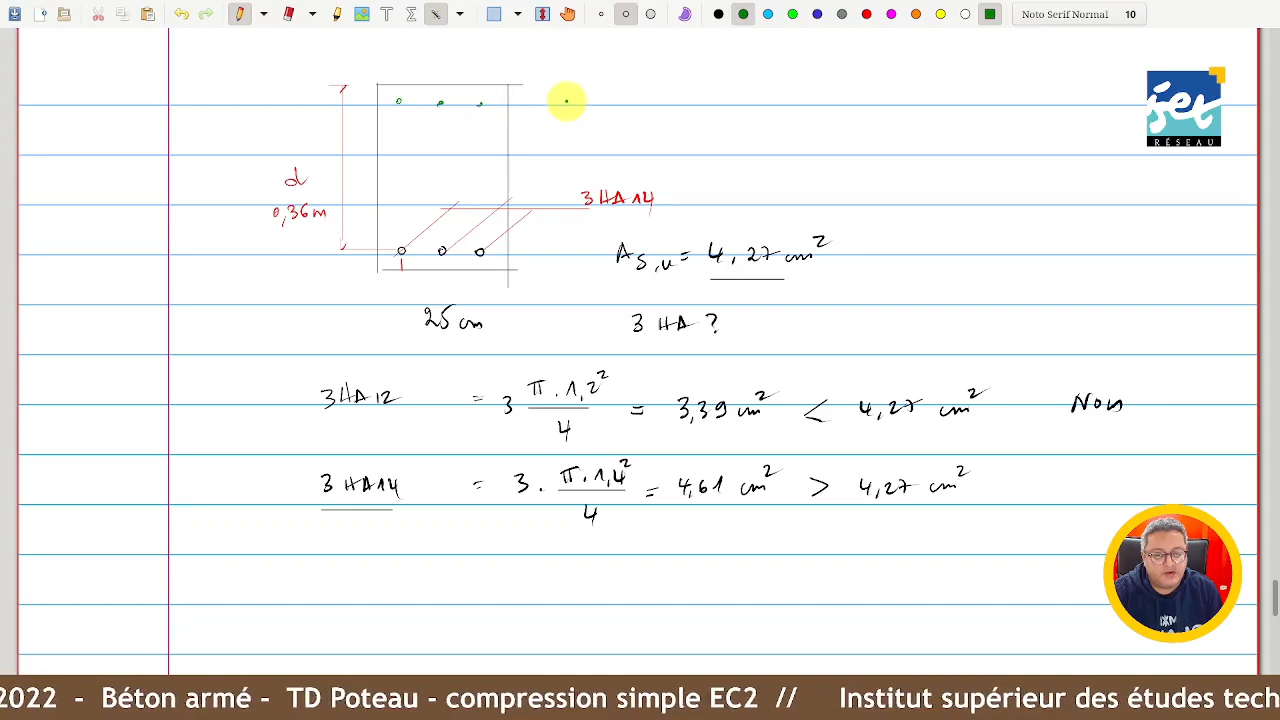 Noto Serif Normal 10
iset
RÉSEAU
d
0,36m
3 HA 14
A_{S,u} = 4,27 cm²
25 cm
3 HA ?
3 HA 12 = 3 π . 1,2² / 4 = 3,39 cm² < 4,27 cm² Non
3 HA 14 = 3 . π . 1,4² / 4 = 4,61 cm² > 4,27 cm²
2022 - Béton armé - TD Poteau - compression simple EC2 // Institut supérieur des études tech